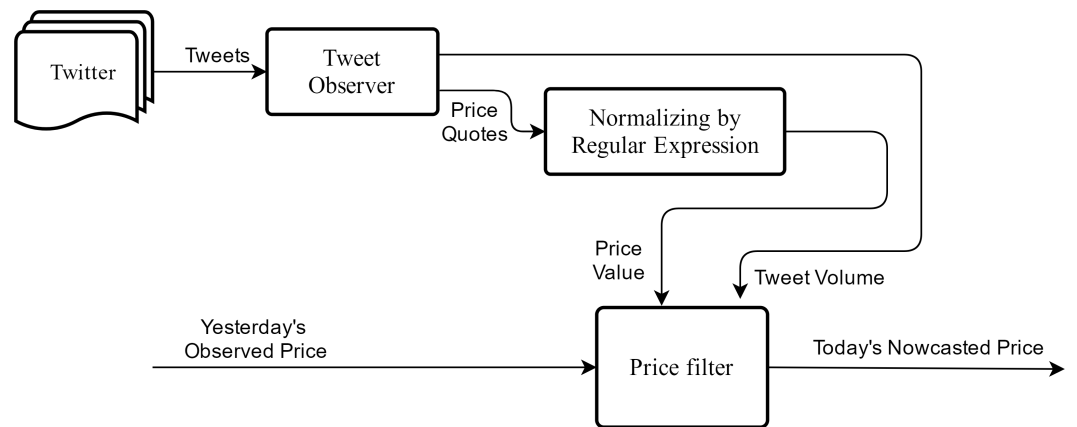 Twitter
Tweets
Tweet
Observer
Price
Quotes
Normalizing by
Regular Expression
Price
Value
Tweet Volume
Yesterday's
Observed Price
Price filter
Today's Nowcasted Price